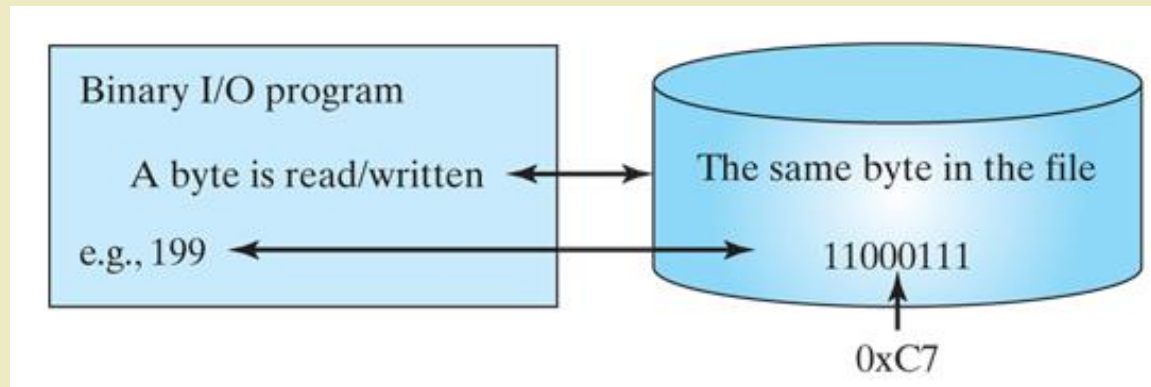 Binary I/O program
A byte is read/written
The same byte in the file
e.g., 199
11000111
0xC7